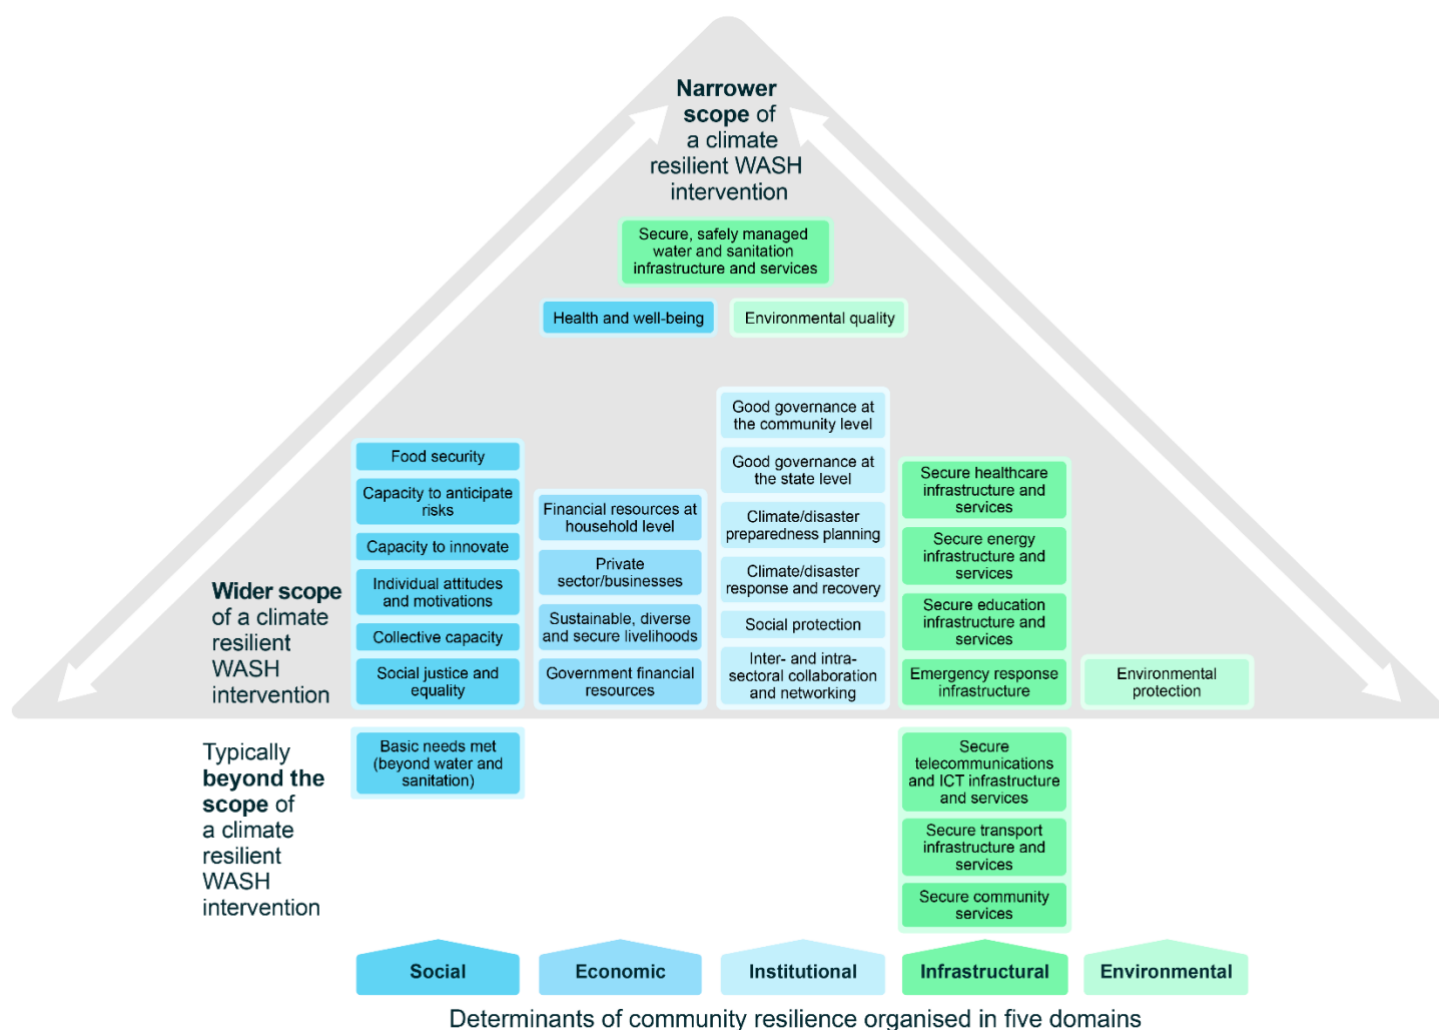 Narrower
scope of
a climate
resilient WASH
intervention
Secure, safely managed
water and sanitation
infrastructure and services
Health and well-being
Environmental quality
Wider scope
of a climate
resilient
WASH
intervention
Food security
Capacity to anticipate
risks
Capacity to innovate
Individual attitudes
and motivations
Collective capacity
Social justice and
equality
Financial resources at
household level
Private
sector/businesses
Sustainable, diverse
and secure livelihoods
Government financial
resources
Good governance at
the community level
Good governance at
the state level
Climate/disaster
preparedness planning
Climate/disaster
response and recovery
Social protection
Inter- and intra-
sectoral collaboration
and networking
Secure healthcare
infrastructure and
services
Secure energy
infrastructure and
services
Secure education
infrastructure and
services
Emergency response
infrastructure
Environmental
protection
Typically
beyond the
scope of
a climate
resilient
WASH
intervention
Basic needs met
(beyond water and
sanitation)
Secure
telecommunications
and ICT infrastructure
and services
Secure transport
infrastructure and
services
Secure community
services
Social
Economic
Institutional
Infrastructural
Environmental
Determinants of community resilience organised in five domains